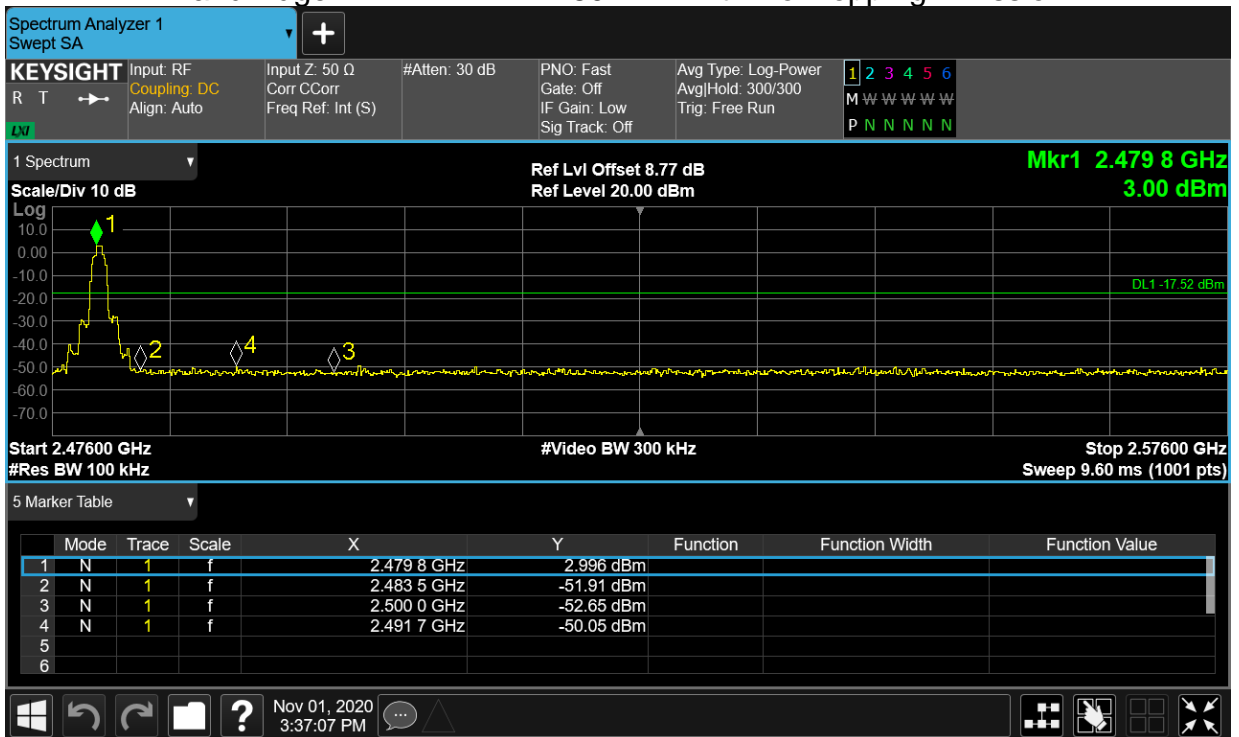 Spectrum Analyzer 1
Swept SA
+
KEYSIGHT Input: RF Input Z: 50 Ω #Atten: 30 dB PNO: Fast Avg Type: Log-Power 1 2 3 4 5 6
R T Coupling: DC Corr CCorr Gate: Off Avg|Hold: 300/300 M W W W W W
Align: Auto Freq Ref: Int (S) IF Gain: Low Trig: Free Run
LXI Sig Track: Off P N N N N N
1 Spectrum Ref Lvl Offset 8.77 dB Mkr1 2.479 8 GHz
Scale/Div 10 dB Ref Level 20.00 dBm 3.00 dBm
Log
1
10.0
0.00
-10.0
DL1 -17.52 dBm
-20.0
-30.0
-40.0
2 4 3
-50.0
-60.0
-70.0
Start 2.47600 GHz #Video BW 300 kHz Stop 2.57600 GHz
#Res BW 100 kHz Sweep 9.60 ms (1001 pts)
5 Marker Table
Mode Trace Scale X Y Function Function Width Function Value
1 N 1 f 2.479 8 GHz 2.996 dBm
2 N 1 f 2.483 5 GHz -51.91 dBm
3 N 1 f 2.500 0 GHz -52.65 dBm
4 N 1 f 2.491 7 GHz -50.05 dBm
5
6
? Nov 01, 2020
3:37:07 PM